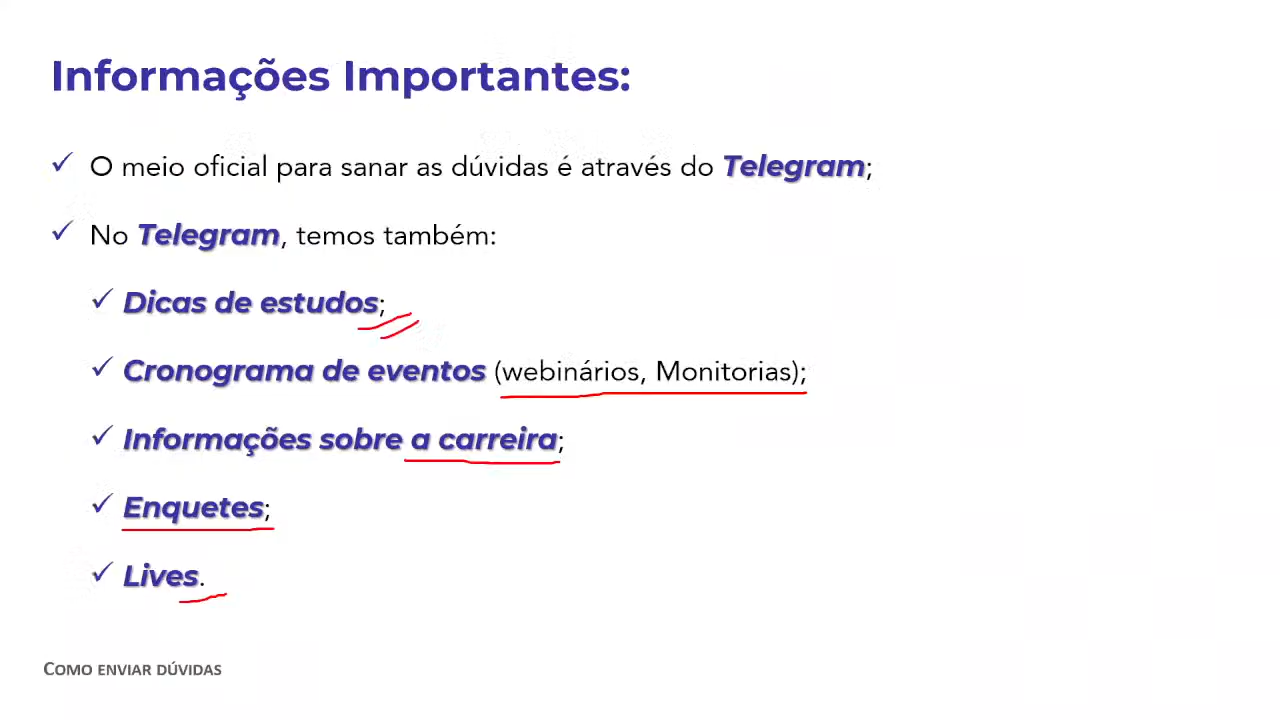 Informações Importantes:
O meio oficial para sanar as dúvidas é através do Telegram;
No Telegram, temos também:
Dicas de estudos;
Cronograma de eventos (webinários, Monitorias);
Informações sobre a carreira;
Enquetes;
Lives.
COMO ENVIAR DÚVIDAS